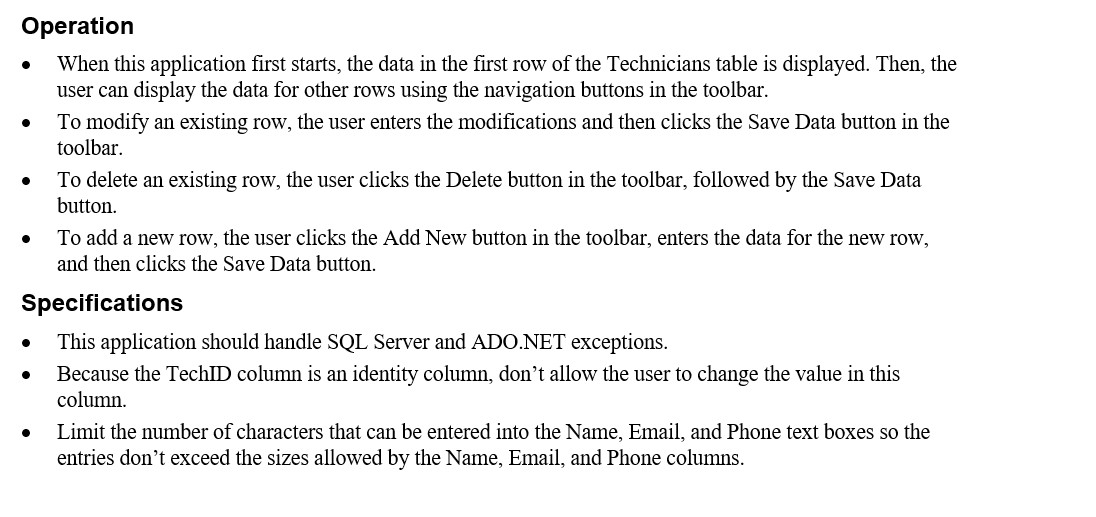 Operation
• When this application first starts, the data in the first row of the Technicians table is displayed. Then, the
user can display the data for other rows using the navigation buttons in the toolbar.
• To modify an existing row, the user enters the modifications and then clicks the Save Data button in the
toolbar.
• To delete an existing row, the user clicks the Delete button in the toolbar, followed by the Save Data
button.
• To add a new row, the user clicks the Add New button in the toolbar, enters the data for the new row,
and then clicks the Save Data button.
Specifications
• This application should handle SQL Server and ADO.NET exceptions.
• Because the TechID column is an identity column, don’t allow the user to change the value in this
column.
• Limit the number of characters that can be entered into the Name, Email, and Phone text boxes so the
entries don’t exceed the sizes allowed by the Name, Email, and Phone columns.